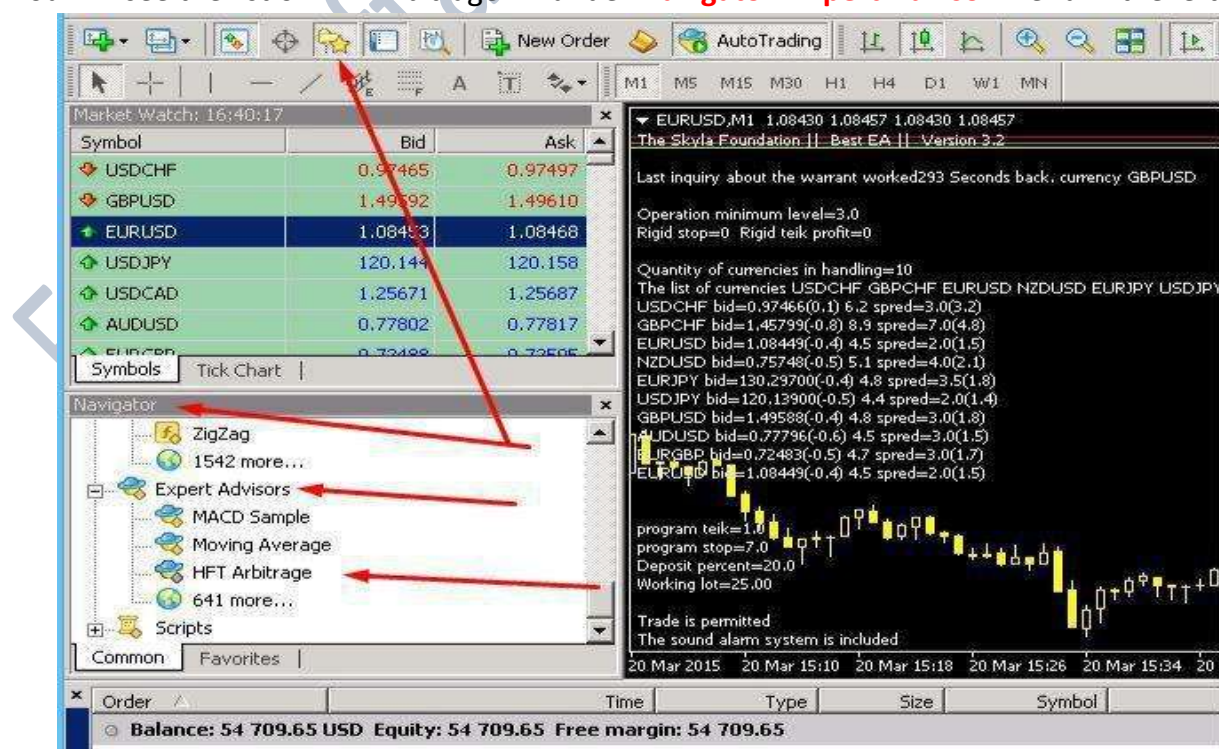 New Order AutoTrading
A T
M1 M5 M15 M30 H1 H4 D1 W1 MN
Market Watch: 16:40:17
Symbol Bid Ask
USDCHF 0.97465 0.97497
GBPUSD 1.49592 1.49610
EURUSD 1.08453 1.08468
USDJPY 120.144 120.158
USDCAD 1.25671 1.25687
AUDUSD 0.77802 0.77817
Symbols Tick Chart
Navigator
ZigZag
1542 more...
Expert Advisors
MACD Sample
Moving Average
HFT Arbitrage
641 more...
Scripts
Common Favorites
EURUSD,M1 1.08430 1.08457 1.08430 1.08457
The Skyla Foundation || Best EA || Version 3.2
Last inquiry about the warrant worked293 Seconds back. currency GBPUSD
Operation minimum level=3.0
Rigid stop=0 Rigid teik profit=0
Quantity of currencies in handling=10
The list of currencies USDCHF GBPCHF EURUSD NZDUSD EURJPY USDJPY
USDCHF bid=0.97466(0.1) 6.2 spred=3.0(3.2)
GBPCHF bid=1.45799(-0.8) 8.9 spred=7.0(4.8)
EURUSD bid=1.08449(-0.4) 4.5 spred=2.0(1.5)
NZDUSD bid=0.75748(-0.5) 5.1 spred=4.0(2.1)
EURJPY bid=130.29700(-0.4) 4.8 spred=3.5(1.8)
USDJPY bid=120,13900(-0.5) 4.4 spred=2.0(1.4)
GBPUSD bid=1.49588(-0.4) 4.8 spred=3.0(1.8)
AUDUSD bid=0.77796(-0.6) 4.5 spred=3.0(1.5)
EURGBP bid=0.72483(-0.5) 4.7 spred=3.0(1.7)
EURUSD bid=1.08449(-0.4) 4.5 spred=2.0(1.5)
program teik=1.0
program stop=7.0
Deposit percent=20.0
Working lot=25.00
Trade is permitted
The sound alarm system is included
20 Mar 2015 20 Mar 15:10 20 Mar 15:18 20 Mar 15:26 20 Mar 15:34 20
Order Time Type Size Symbol
Balance: 54 709.65 USD Equity: 54 709.65 Free margin: 54 709.65